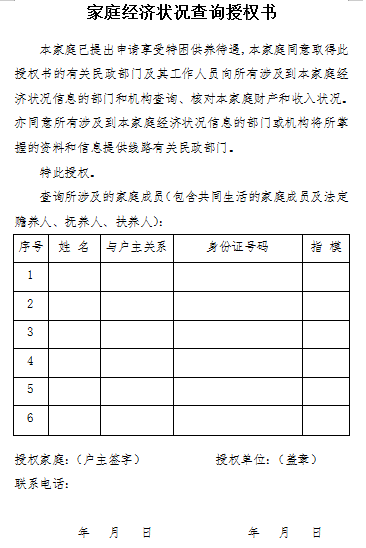 家庭经济状况查询授权书
本家庭已提出申请享受特困供养待遇，本家庭同意取得此
授权书的有关民政部门及其工作人员向所有涉及到本家庭经
济状况信息的部门和机构查询、核对本家庭财产和收入状况。
亦同意所有涉及到本家庭经济状况信息的部门或机构将所掌
握的资料和信息提供线路有关民政部门。
特此授权。
查询所涉及的家庭成员（包含共同生活的家庭成员及法定
赡养人、抚养人、扶养人）：
序号 姓 名 与户主关系 身份证号码 指 模
1
2
3
4
5
6
授权家庭：（户主签字） 授权单位：（盖章）
联系电话：
年 月 日 年 月 日